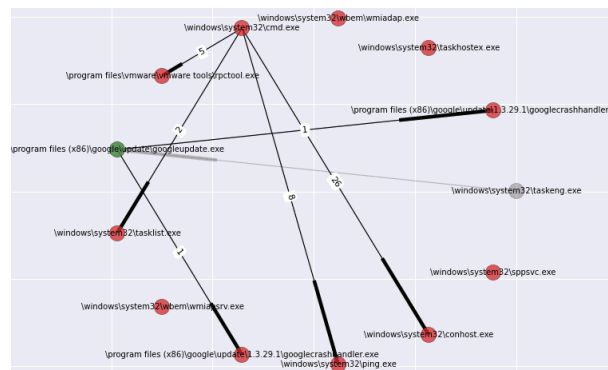 \windows\system32\wbem\wmiadap.exe
\windows\system32\cmd.exe
\windows\system32\taskhostex.exe
5
\program files\vmware\vmware tools\rpctool.exe
\program files (x86)\google\update\1.3.29.1\googlecrashhandler
1
2
\program files (x86)\google\update\googleupdate.exe
26
8
\windows\system32\taskeng.exe
\windows\system32\tasklist.exe
1
\windows\system32\sppsvc.exe
\windows\system32\wbem\wmiapsrv.exe
\windows\system32\conhost.exe
\program files (x86)\google\update\1.3.29.1\googlecrashhandler.exe
\windows\system32\ping.exe